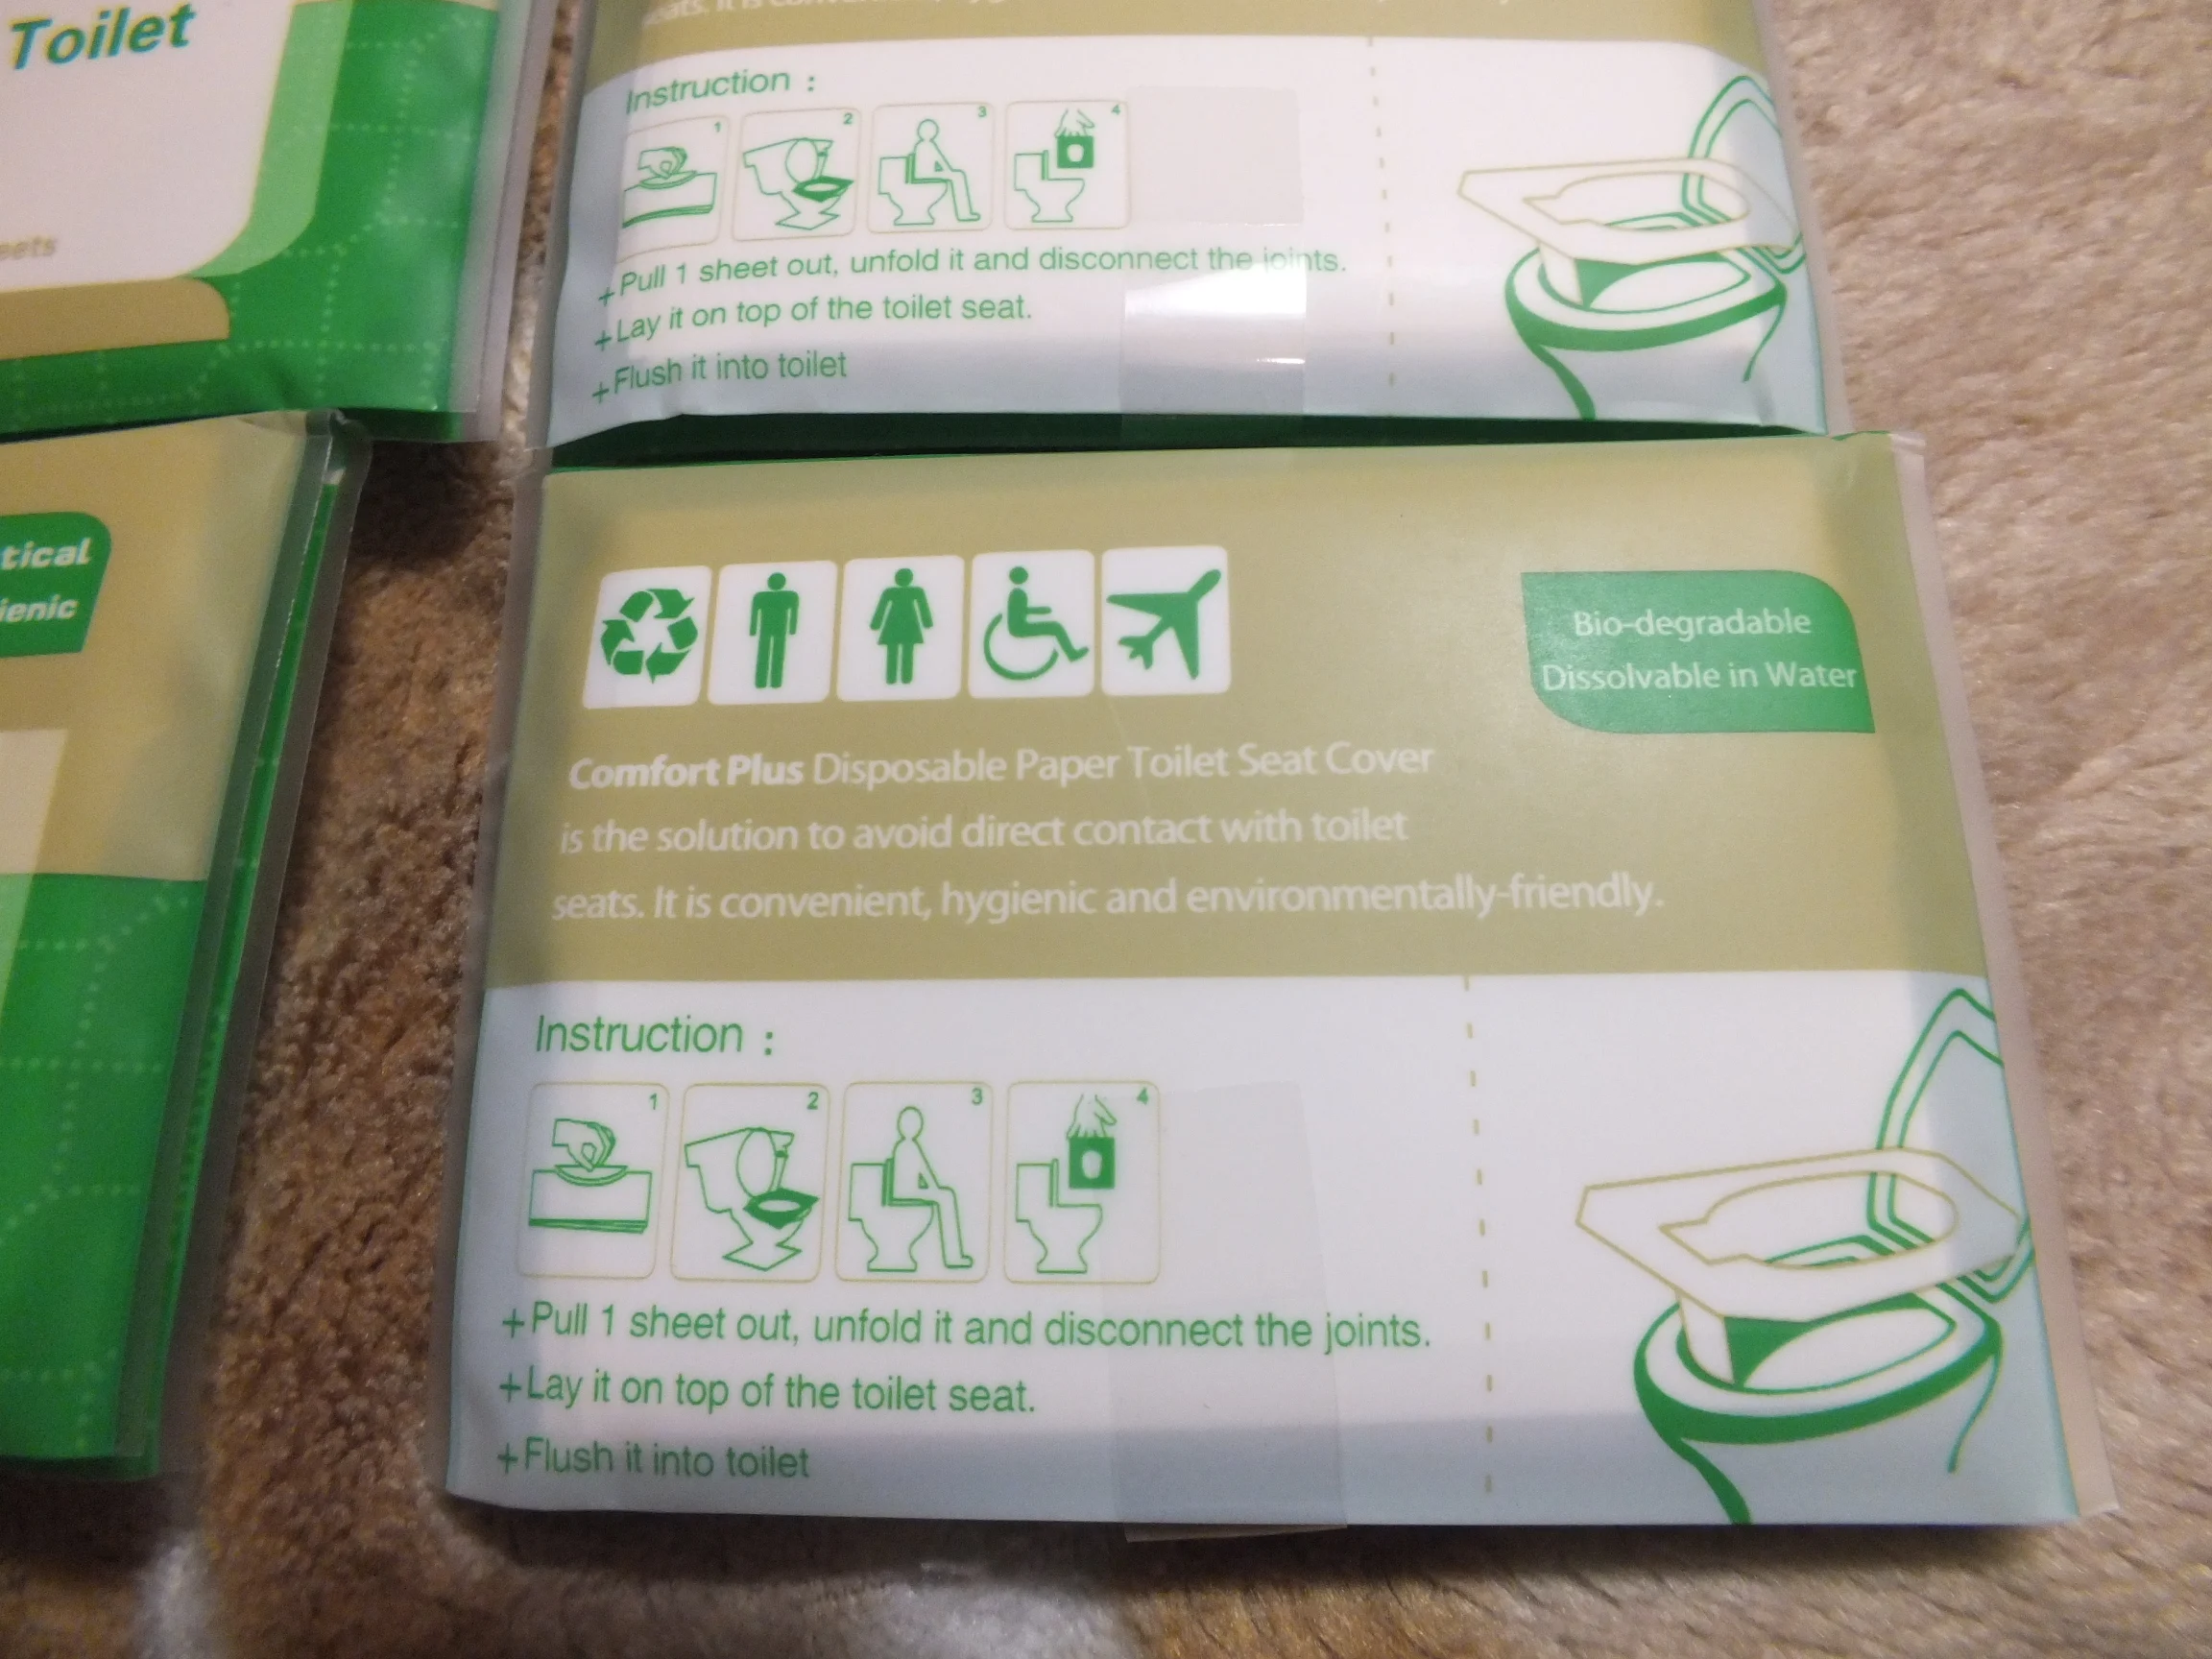 Toilet
eets
tical
ienic
seats. It is
Instruction :
1 2 3 4
+Pull 1 sheet out, unfold it and disconnect the joints.
+Lay it on top of the toilet seat.
+Flush it into toilet
Bio-degradable
Dissolvable in Water
Comfort Plus Disposable Paper Toilet Seat Cover
is the solution to avoid direct contact with toilet
seats. It is convenient, hygienic and environmentally-friendly.
Instruction :
1 2 3 4
+Pull 1 sheet out, unfold it and disconnect the joints.
+Lay it on top of the toilet seat.
+Flush it into toilet